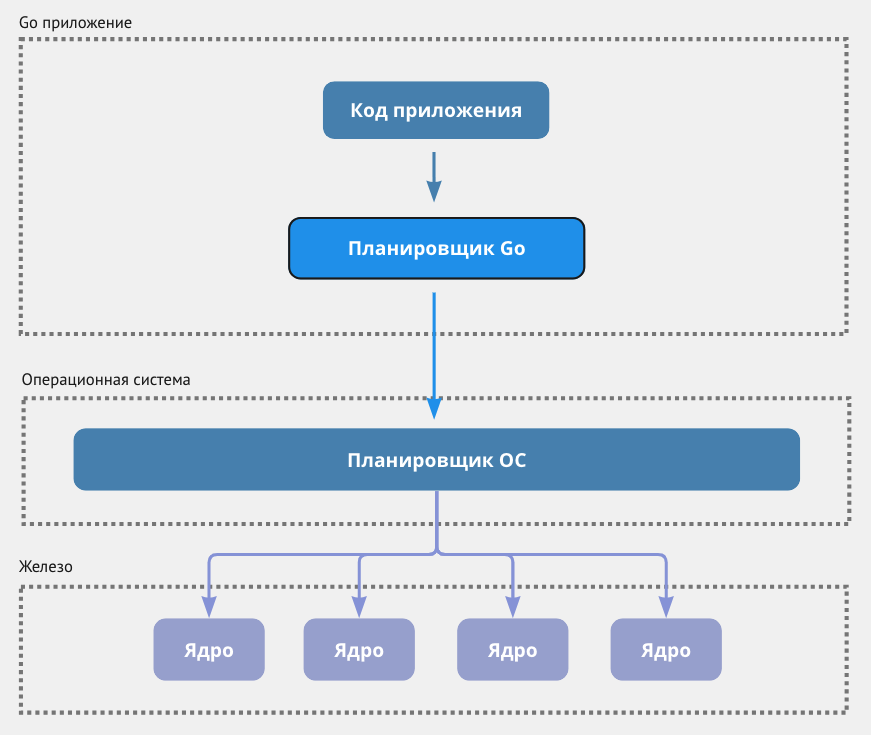 Go приложение
Код приложения
Планировщик Go
Операционная система
Планировщик ОС
Железо
Ядро
Ядро
Ядро
Ядро